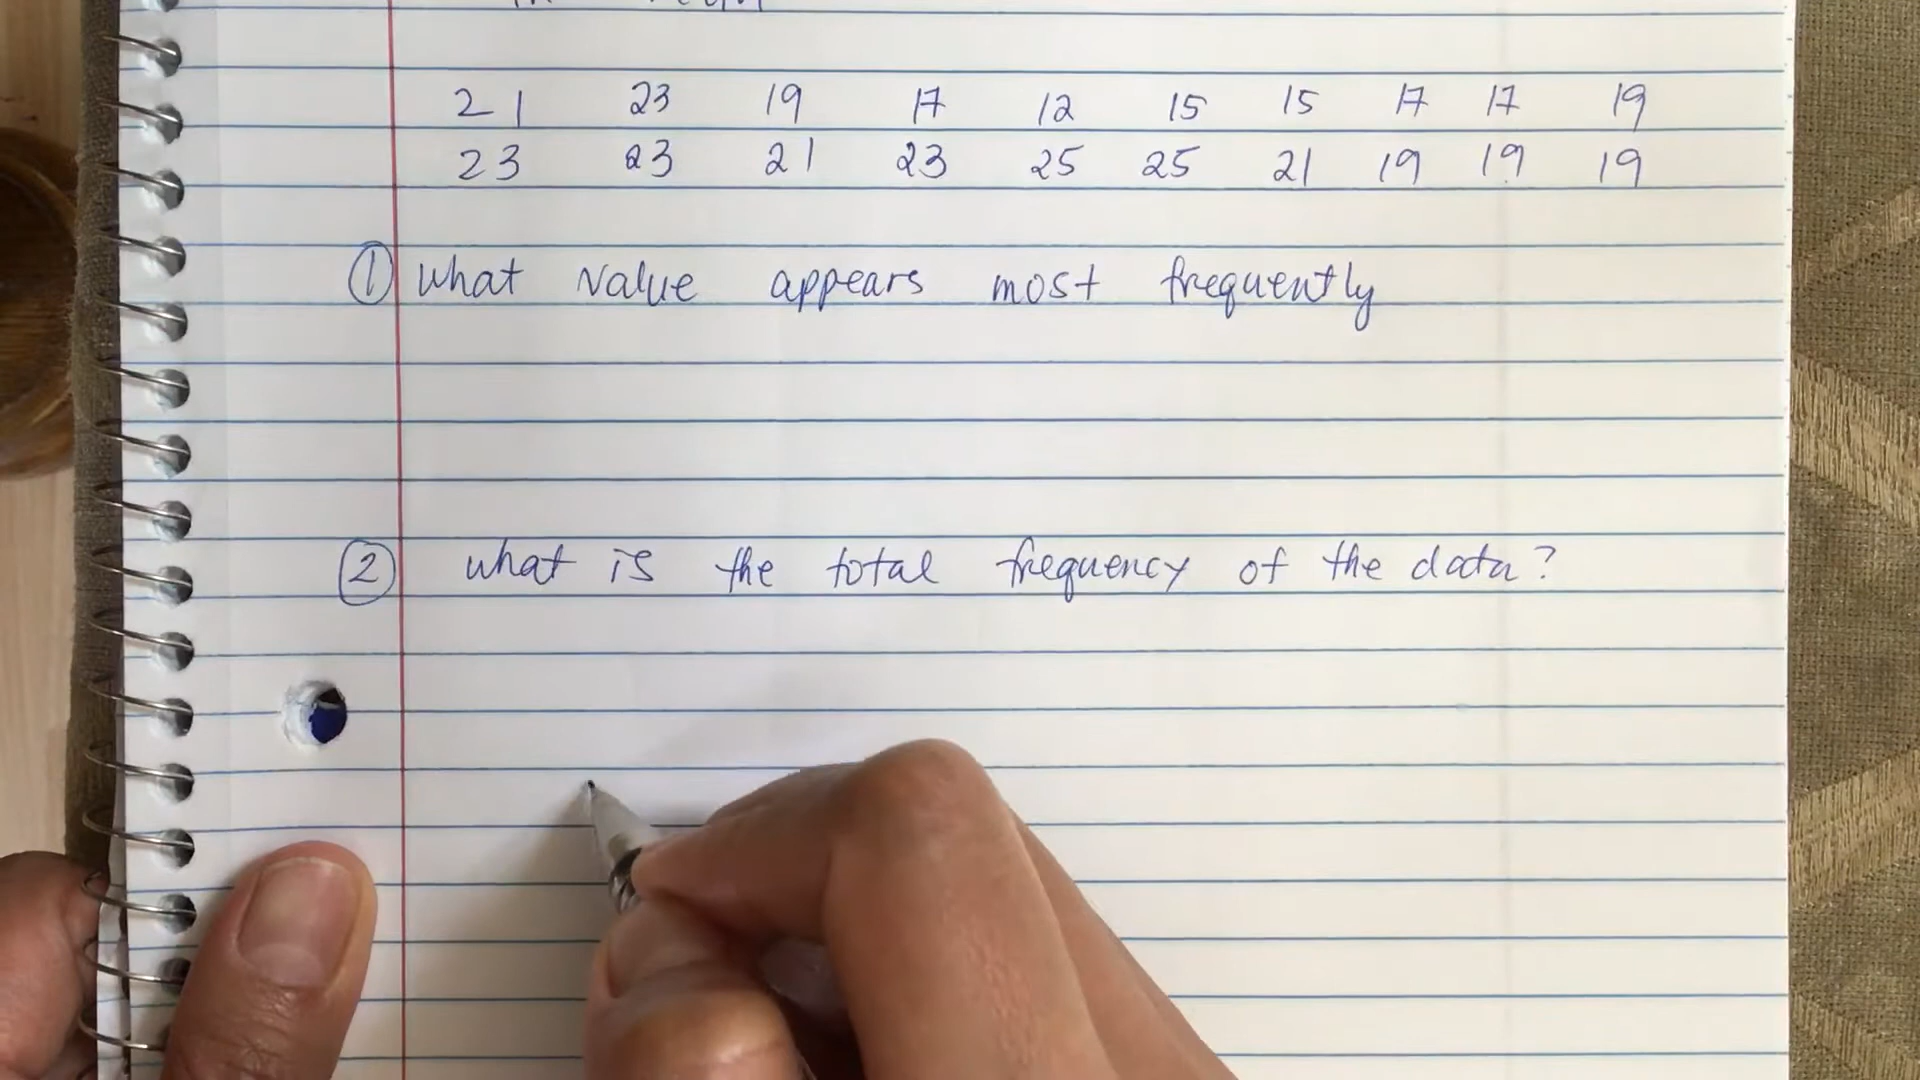 21 23 19 17 12 15 15 17 17 19
23 23 21 23 25 25 21 19 19 19
① What value appears most frequently
② what is the total frequency of the data?